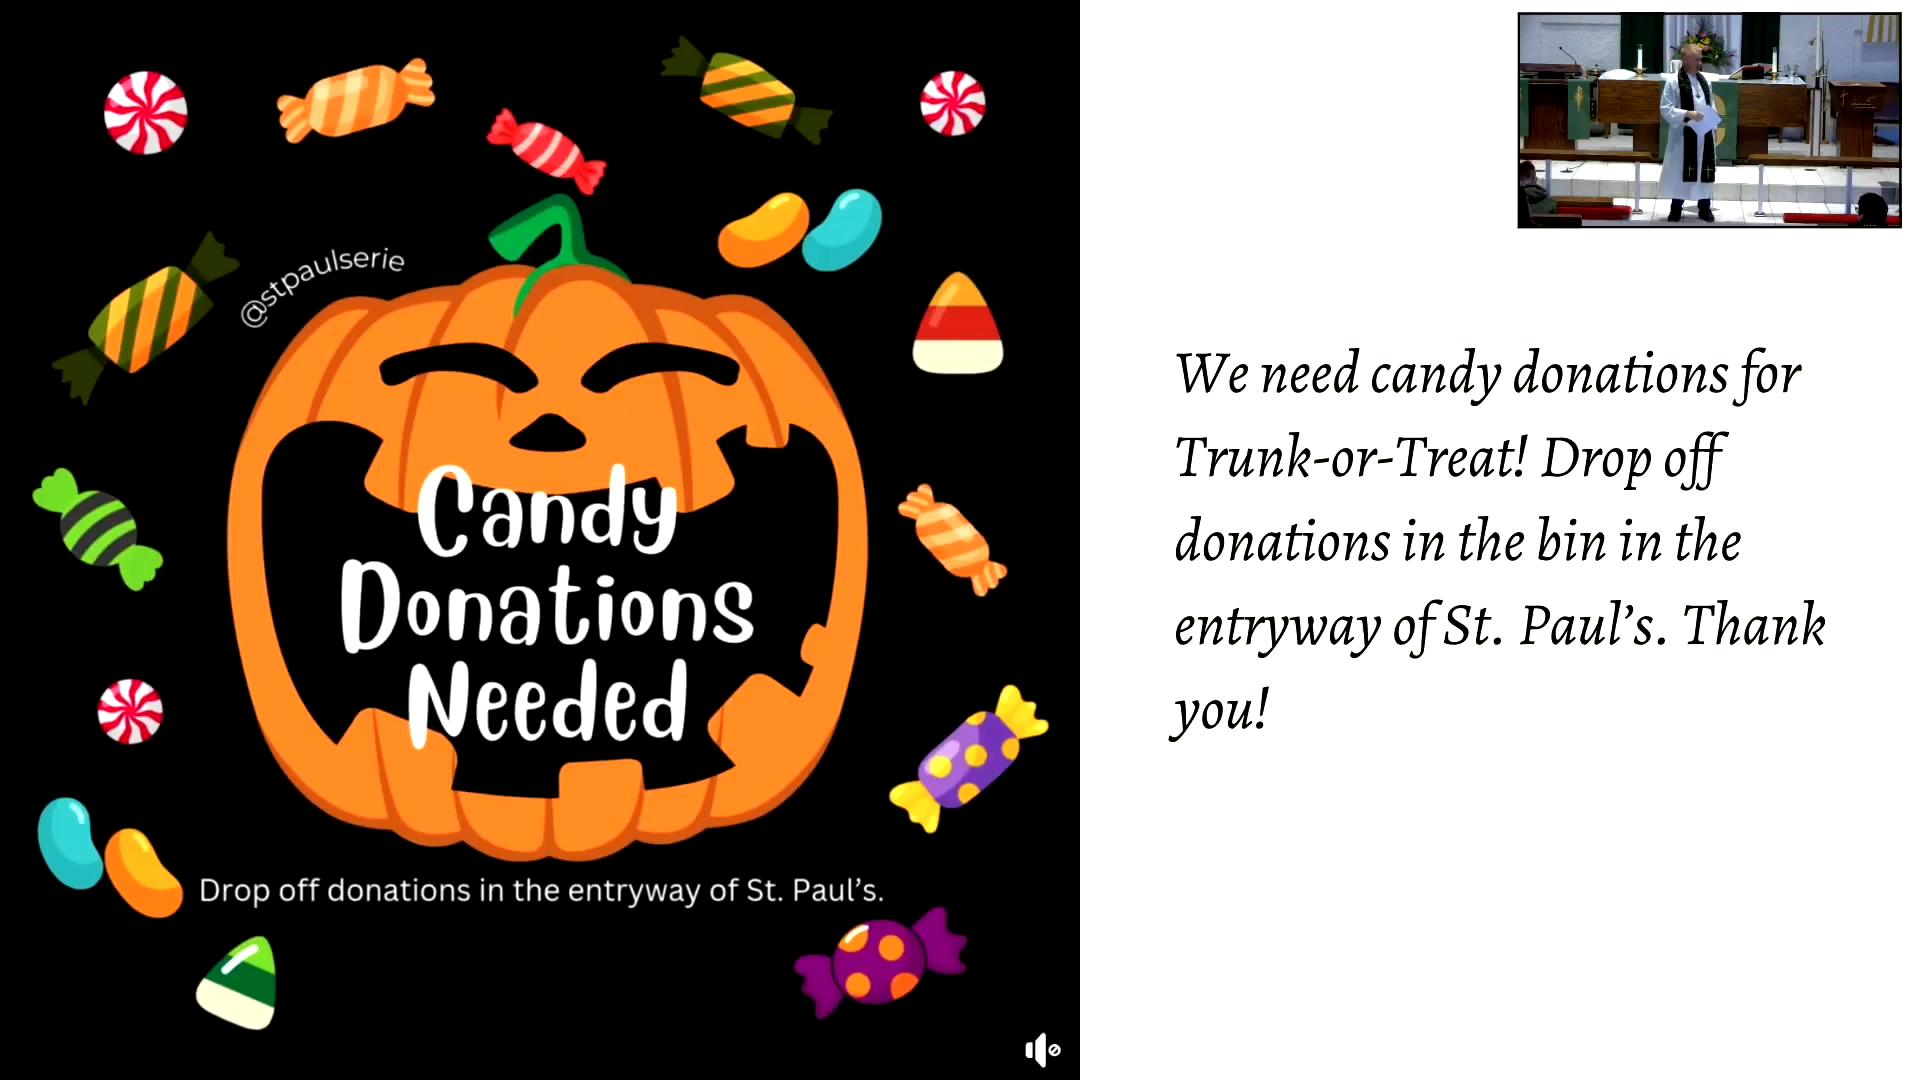 @stpaulserie
Candy
Donations
Needed
Drop off donations in the entryway of St. Paul’s.
We need candy donations for
Trunk-or-Treat! Drop off
donations in the bin in the
entryway of St. Paul’s. Thank
you!